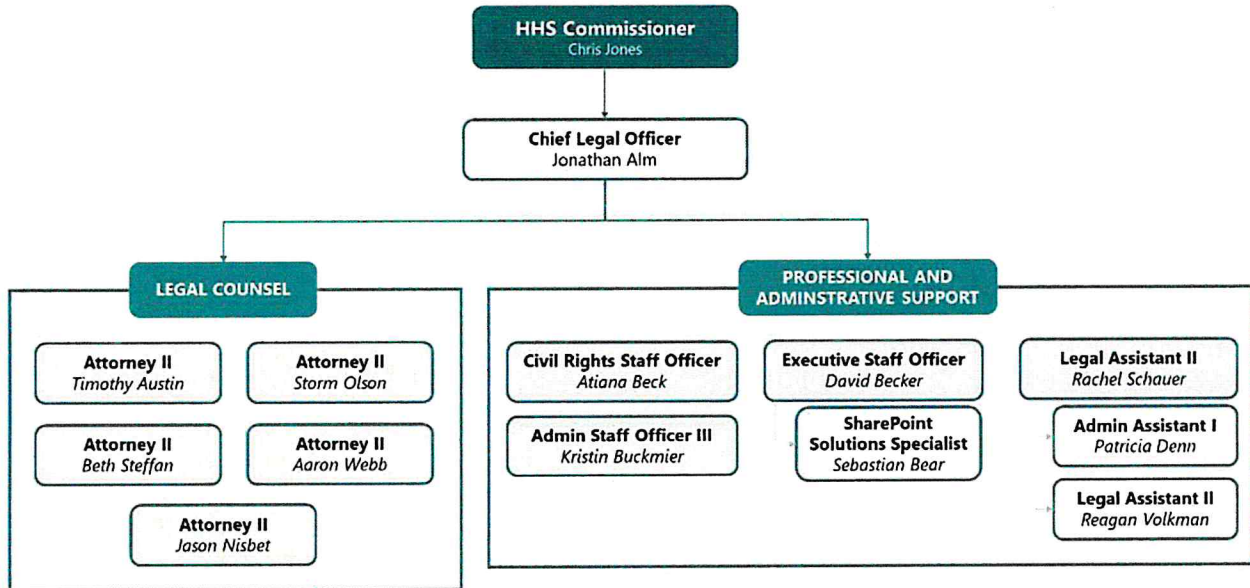 HHS Commissioner
Chris Jones
Chief Legal Officer
Jonathan Alm
LEGAL COUNSEL
Attorney II
Timothy Austin
Attorney II
Storm Olson
Attorney II
Beth Steffan
Attorney II
Aaron Webb
Attorney II
Jason Nisbet
PROFESSIONAL AND
ADMINSTRATIVE SUPPORT
Civil Rights Staff Officer
Atiana Beck
Admin Staff Officer III
Kristin Buckmier
Executive Staff Officer
David Becker
SharePoint
Solutions Specialist
Sebastian Bear
Legal Assistant II
Rachel Schauer
Admin Assistant I
Patricia Denn
Legal Assistant II
Reagan Volkman